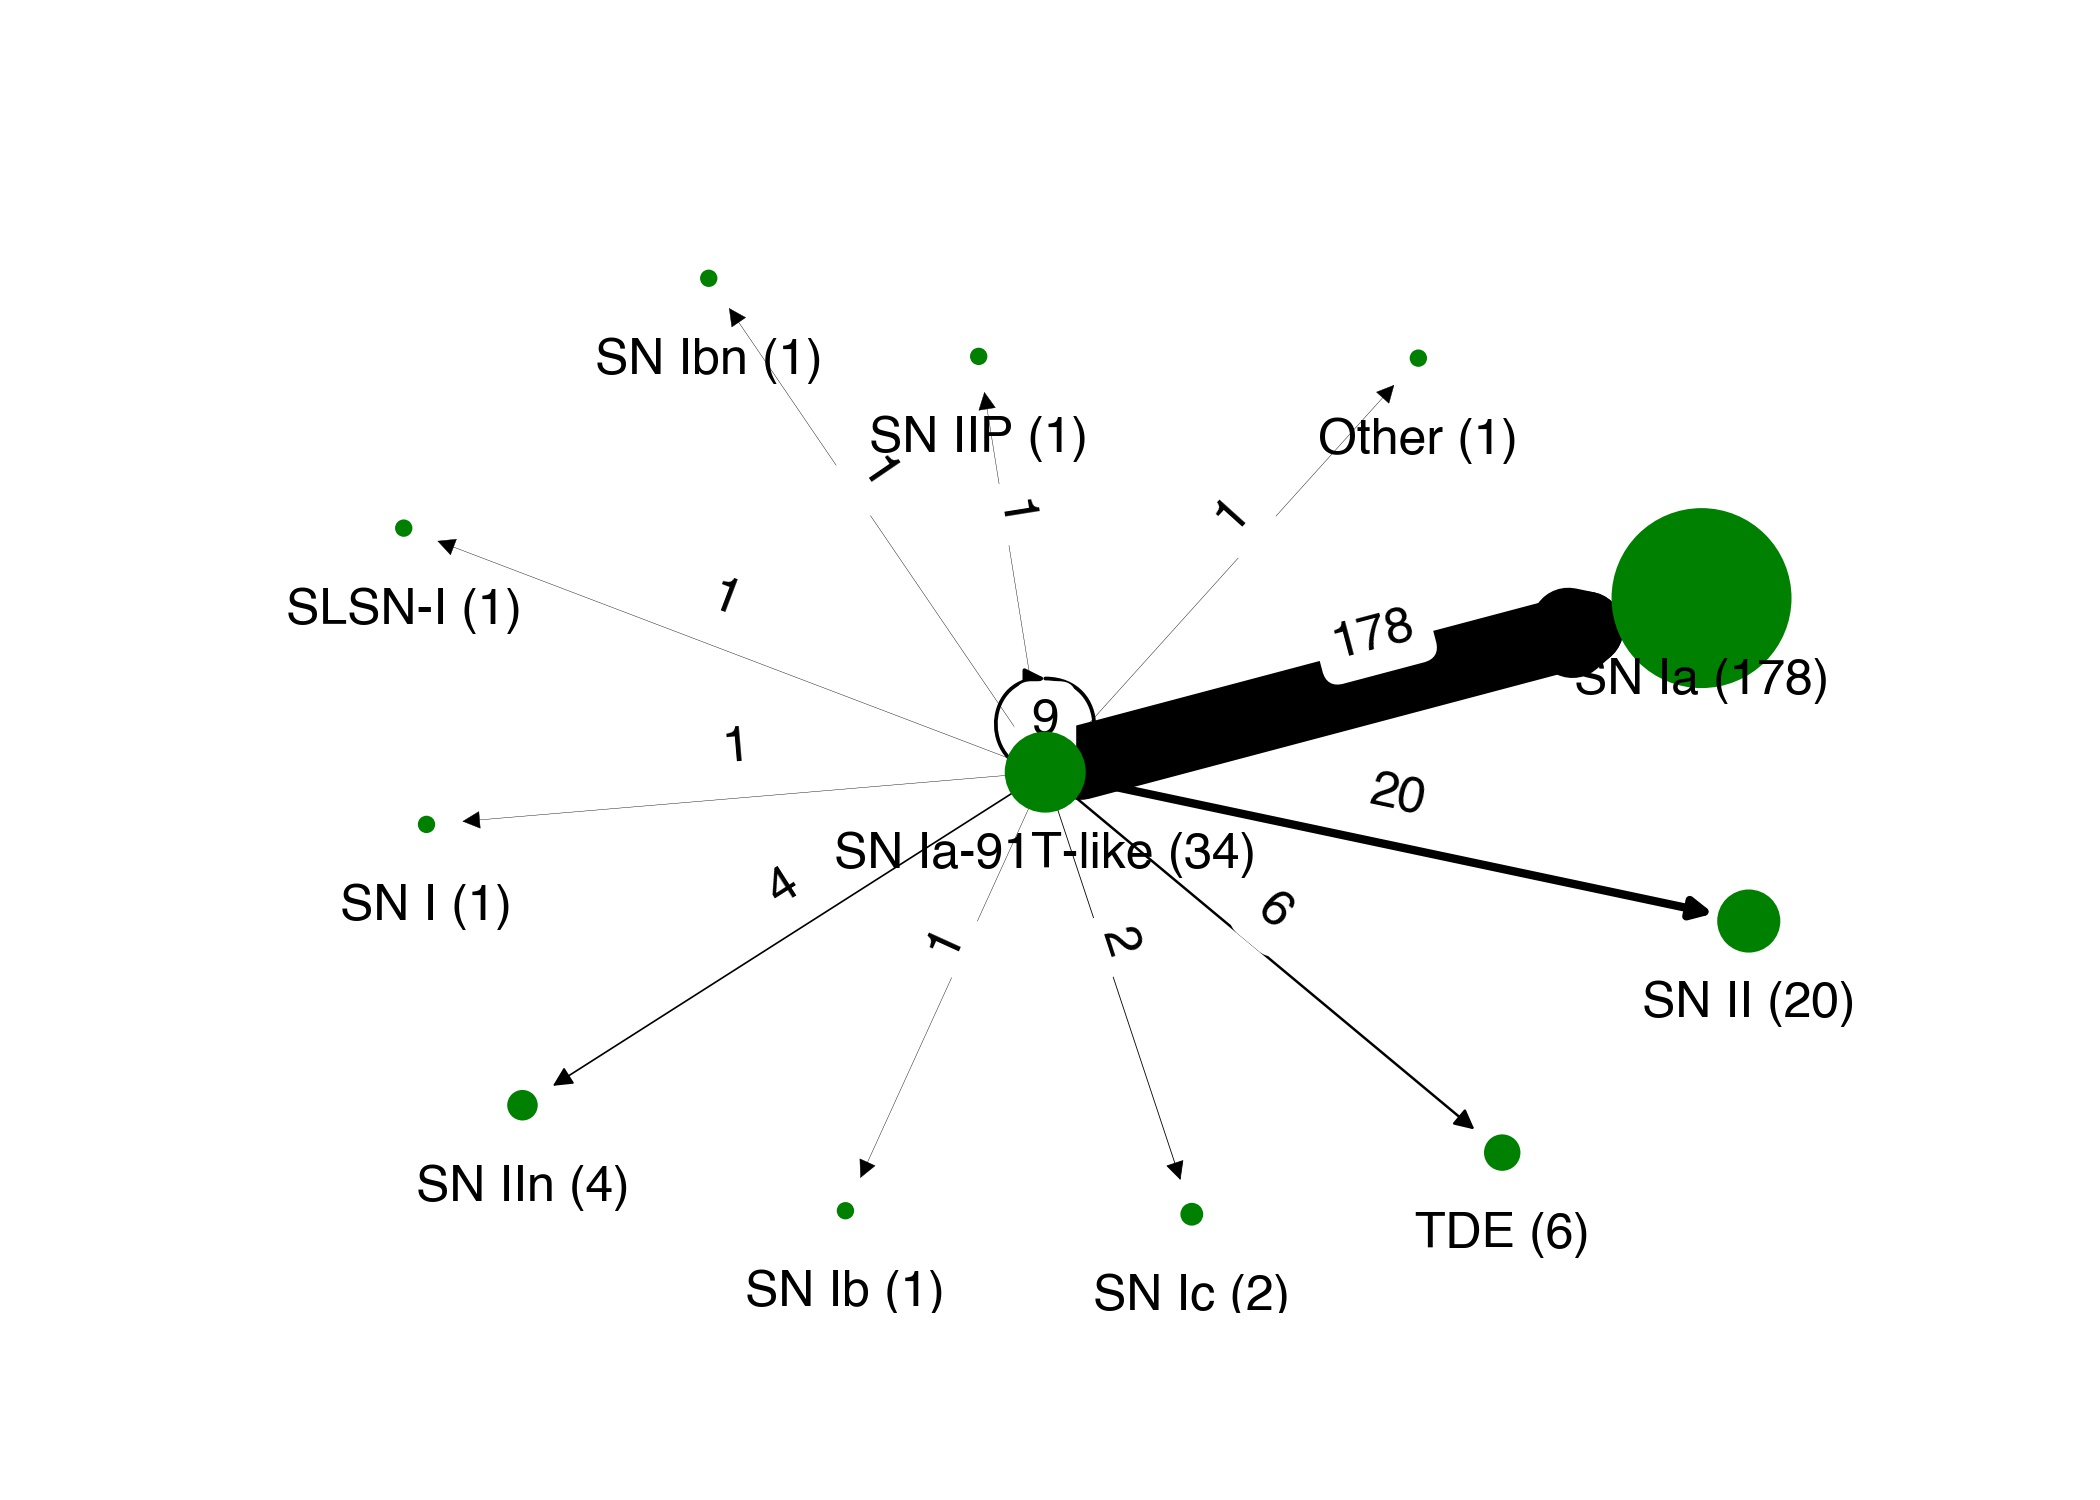 SN Ibn (1)
SN IIP (1)
Other (1)
1
1
1
SLSN-I (1)
1
178
SN Ia (178)
9
1
20
SN Ia-91T-like (34)
4
6
SN I (1)
1
2
SN II (20)
SN IIn (4)
TDE (6)
SN Ib (1)
SN Ic (2)